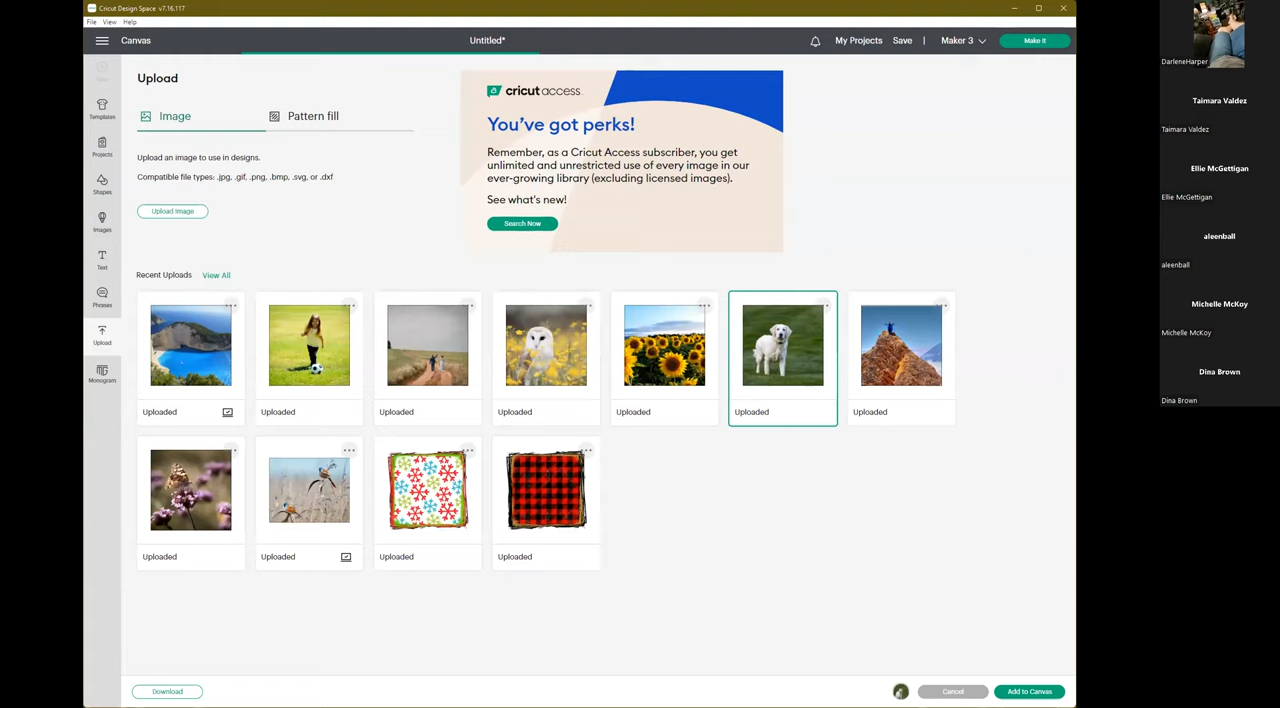 Cricut Design Space v7.16.117
File View Help
Canvas
Untitled*
My Projects
Save
|
Maker 3
Make It
Templates
Projects
Shapes
Images
Text
Phrases
Upload
Monogram
Upload
Image
Pattern fill
Upload an image to use in designs.
Compatible file types: .jpg, .gif, .png, .bmp, .svg, or .dxf
Upload Image
cricut access
You've got perks!
Remember, as a Cricut Access subscriber, you get
unlimited and unrestricted use of every image in our
ever-growing library (excluding licensed images).
See what's new!
Search Now
Recent Uploads View All
Uploaded
Uploaded
Uploaded
Uploaded
Uploaded
Uploaded
Uploaded
Uploaded
Uploaded
Uploaded
Uploaded
Download
Cancel
Add to Canvas
DarleneHarper
Taimara Valdez
Taimara Valdez
Ellie McGettigan
Ellie McGettigan
aleenball
aleenball
Michelle McKoy
Michelle McKoy
Dina Brown
Dina Brown